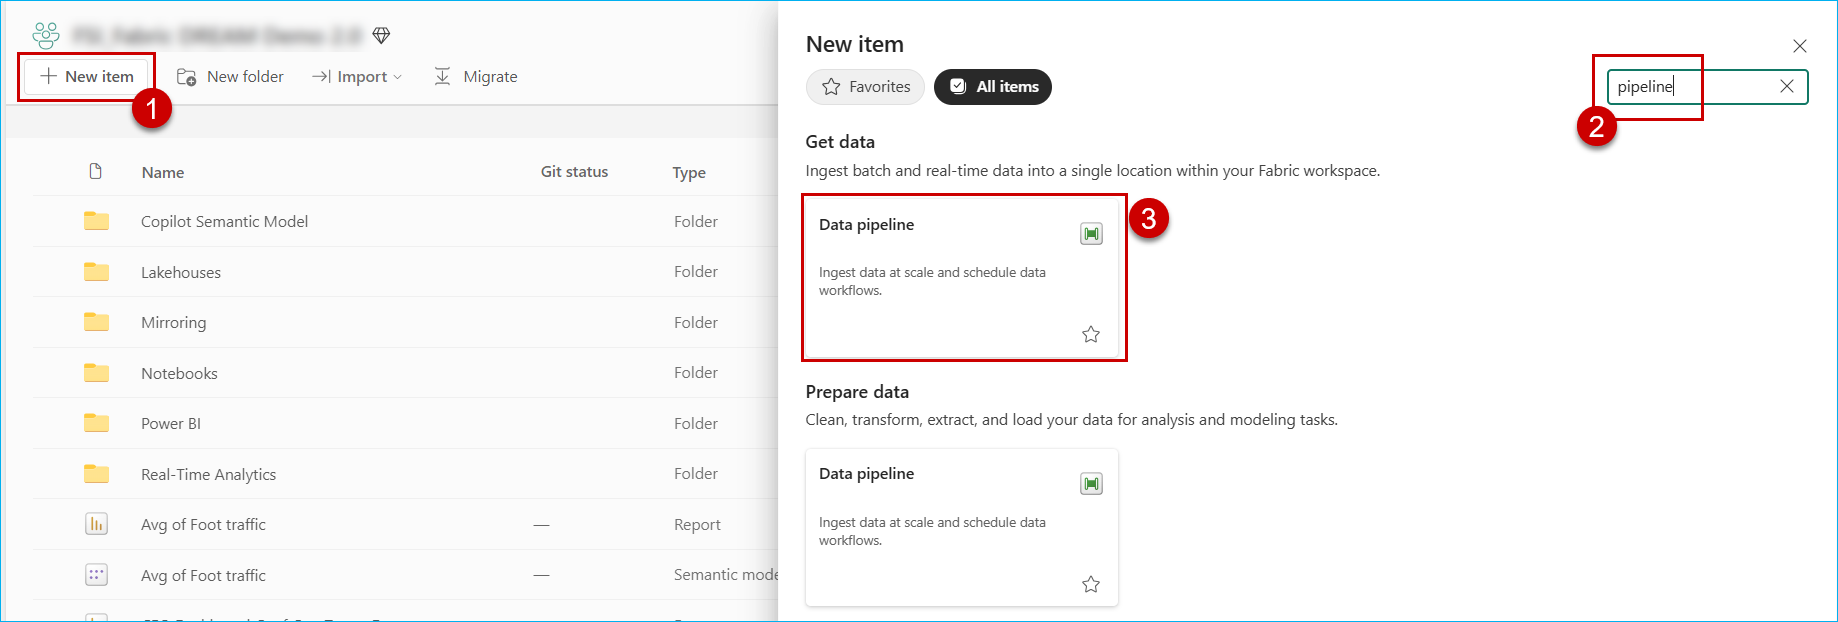 + New item
New folder
Import
Migrate
1
Name
Git status
Type
Copilot Semantic Model
Folder
Lakehouses
Folder
Mirroring
Folder
Notebooks
Folder
Power BI
Folder
Real-Time Analytics
Folder
Avg of Foot traffic
—
Report
Avg of Foot traffic
—
Semantic mode
New item
Favorites
All items
pipeline
2
Get data
Ingest batch and real-time data into a single location within your Fabric workspace.
Data pipeline
3
Ingest data at scale and schedule data
workflows.
Prepare data
Clean, transform, extract, and load your data for analysis and modeling tasks.
Data pipeline
Ingest data at scale and schedule data
workflows.